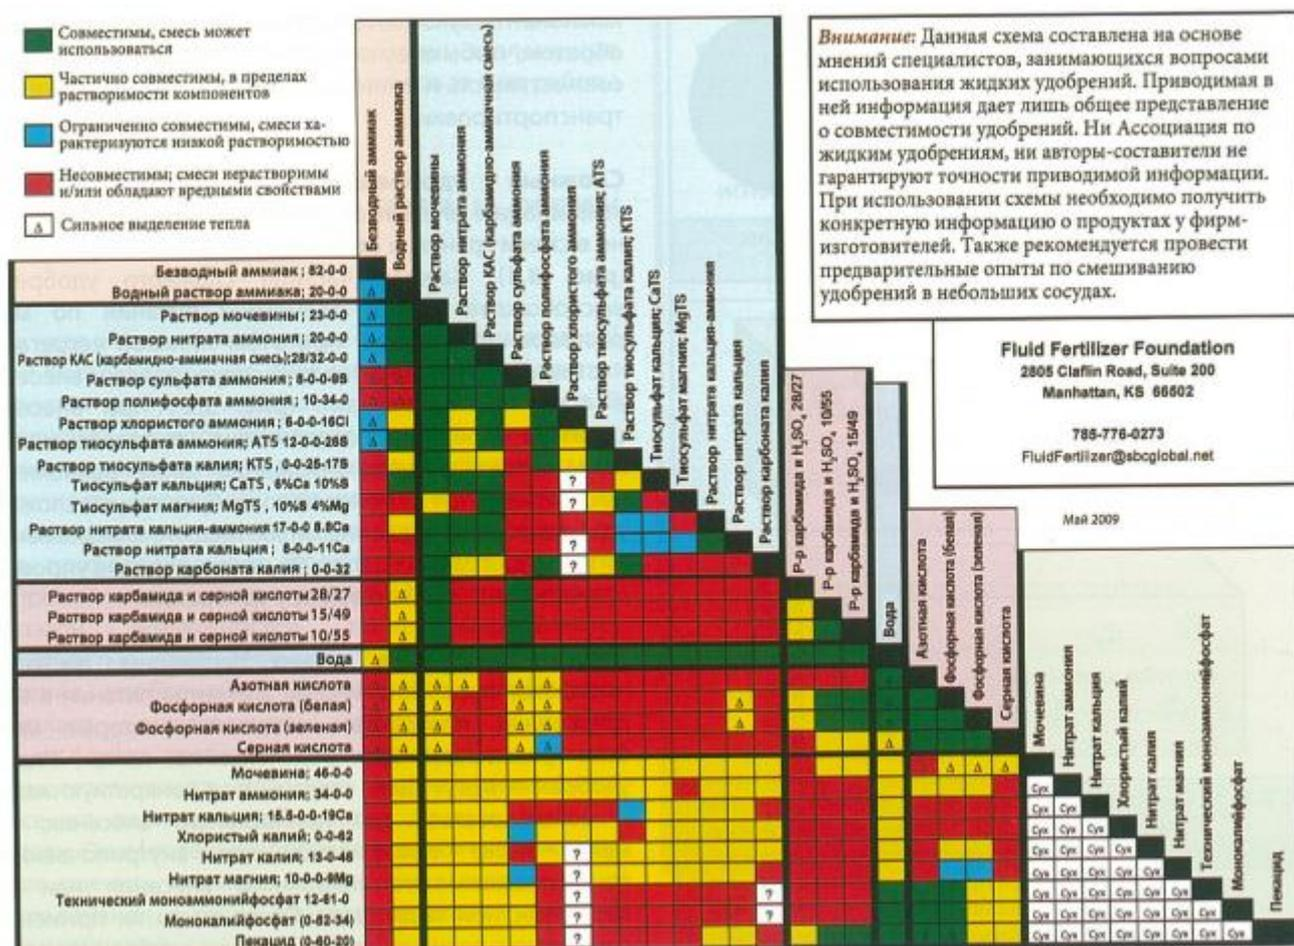 Совместимы, смесь может
использоваться
Частично совместимы, в пределах
растворимости компонентов
Ограниченно совместимы, смеси ха-
рактеризуются низкой растворимостью
Несовместимы; смеси нерастворимы
и/или обладают вредными свойствами
Δ Сильное выделение тепла
Внимание: Данная схема составлена на основе
мнений специалистов, занимающихся вопросами
использования жидких удобрений. Приводимая в
ней информация дает лишь общее представление
о совместимости удобрений. Ни Ассоциация по
жидким удобрениям, ни авторы-составители не
гарантируют точности приводимой информации.
При использовании схемы необходимо получить
конкретную информацию о продуктах у фирм-
изготовителей. Также рекомендуется провести
предварительные опыты по смешиванию
удобрений в небольших сосудах.
Fluid Fertilizer Foundation
2805 Claflin Road, Suite 200
Manhattan, KS 66502
785-776-0273
FluidFertilizer@sbcglobal.net
Май 2009
Безводный аммиак
Водный раствор аммиака
Раствор мочевины
Раствор нитрата аммония
Раствор КАС (карбамидно-аммиачная смесь)
Раствор сульфата аммония
Раствор полифосфата аммония
Раствор хлористого аммония
Раствор тиосульфата аммония; ATS
Раствор тиосульфата калия; KTS
Тиосульфат кальция; CaTS
Тиосульфат магния; MgTS
Раствор нитрата кальция-аммония
Раствор нитрата кальция
Раствор карбоната калия
Р-р карбамида и H₂SO₄ 28/27
Р-р карбамида и H₂SO₄ 10/55
Р-р карбамида и H₂SO₄ 15/49
Вода
Азотная кислота
Фосфорная кислота (белая)
Фосфорная кислота (зеленая)
Серная кислота
Мочевина
Нитрат аммония
Нитрат кальция
Хлористый калий
Нитрат калия
Нитрат магния
Технический моноаммонийфосфат
Монокалийфосфат
Пекацид
Безводный аммиак ; 82-0-0
Водный раствор аммиака; 20-0-0
Раствор мочевины ; 23-0-0
Раствор нитрата аммония ; 20-0-0
Раствор КАС (карбамидно-аммиачная смесь);28/32-0-0
Раствор сульфата аммония ; 8-0-0-9S
Раствор полифосфата аммония ; 10-34-0
Раствор хлористого аммония ; 6-0-0-16Cl
Раствор тиосульфата аммония; ATS 12-0-0-26S
Раствор тиосульфата калия; KTS , 0-0-25-17S
Тиосульфат кальция; CaTS , 6%Ca 10%S
Тиосульфат магния; MgTS , 10%S 4%Mg
Раствор нитрата кальция-аммония 17-0-0 8.8Ca
Раствор нитрата кальция ; 8-0-0-11Ca
Раствор карбоната калия ; 0-0-32
Раствор карбамида и серной кислоты 28/27
Раствор карбамида и серной кислоты 15/49
Раствор карбамида и серной кислоты 10/55
Вода
Азотная кислота
Фосфорная кислота (белая)
Фосфорная кислота (зеленая)
Серная кислота
Мочевина; 46-0-0
Нитрат аммония; 34-0-0
Нитрат кальция; 15.5-0-0-19Ca
Хлористый калий; 0-0-62
Нитрат калия; 13-0-46
Нитрат магния; 10-0-0-9Mg
Технический моноаммонийфосфат 12-61-0
Монокалийфосфат (0-52-34)
Пекацид (0-60-20)